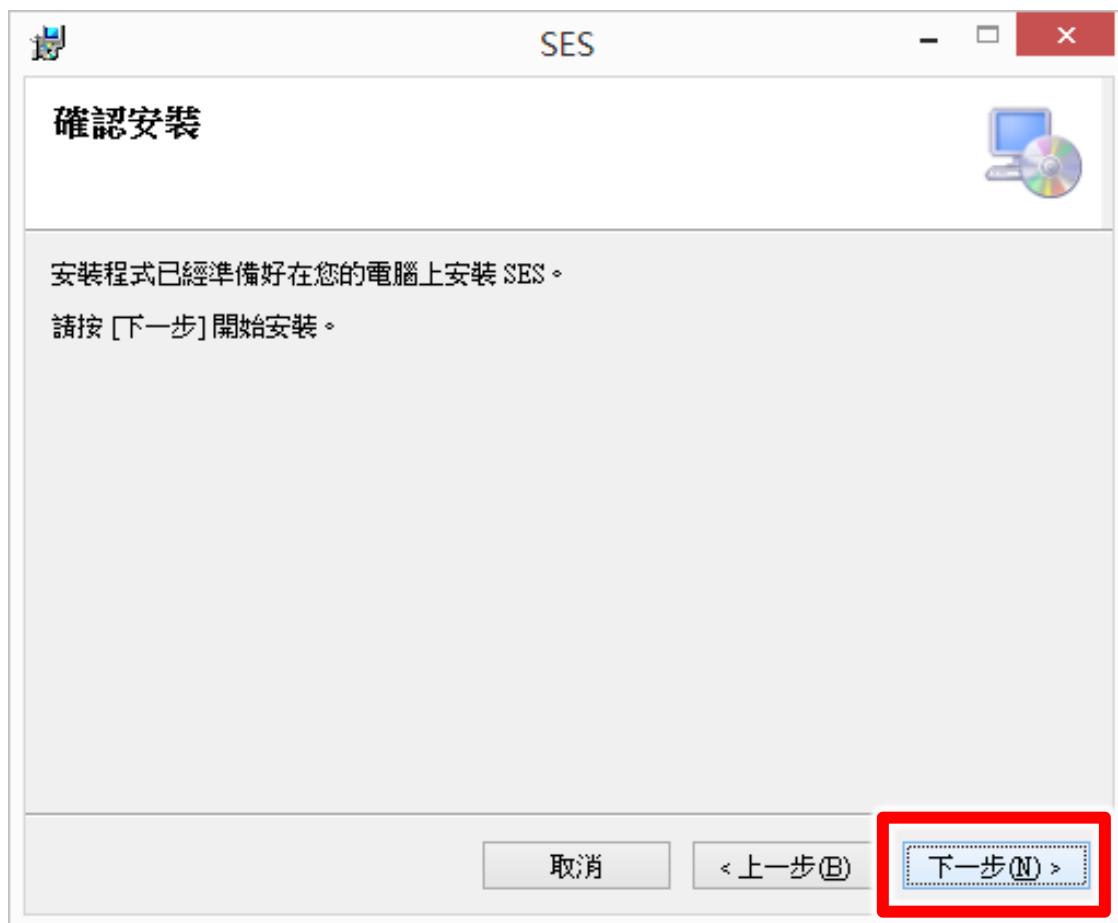 SES
確認安裝
安裝程式已經準備好在您的電腦上安裝 SES。
請按 [下一步] 開始安裝。
取消
< 上一步(B)
下一步(N) >